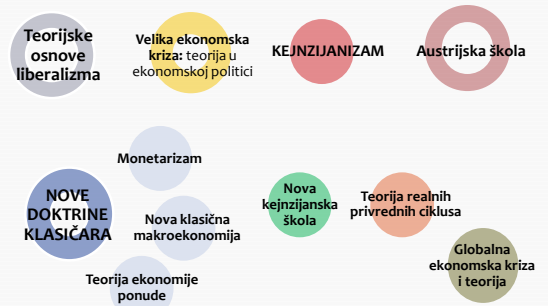 Teorijske
osnove
liberalizma
Velika ekonomska
kriza: teorija u
ekonomskoj politici
KEJNZIJANIZAM
Austrijska škola
NOVE
DOKTRINE
KLASIČARA
Monetarizam
Nova klasična
makroekonomija
Teorija ekonomije
ponude
Nova
kejnzijanska
škola
Teorija realnih
privrednih ciklusa
Globalna
ekonomska kriza
i teorija